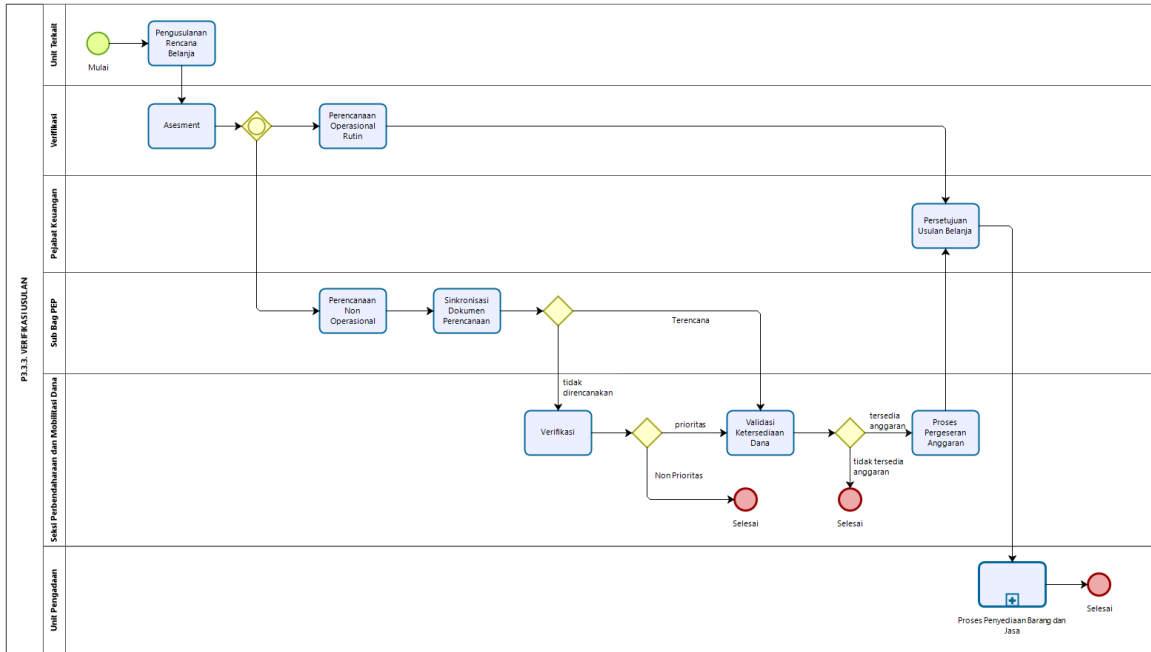 P3.3.3. VERIFIKASI USULAN
Unit Terkait
Mulai
Pengusulanan
Rencana
Belanja
Verifikasi
Asesment
Perencanaan
Operasional
Rutin
Pejabat Keuangan
Persetujuan
Usulan Belanja
Sub Bag PEP
Perencanaan
Non
Operasional
Sinkronisasi
Dokumen
Perencanaan
Terencana
tidak
direncanakan
Seksi Perbendaharaan dan Mobilitasi Dana
Verifikasi
prioritas
Non Prioritas
Selesai
Validasi
Ketersediaan
Dana
tersedia
anggaran
tidak tersedia
anggaran
Selesai
Proses
Pergeseran
Anggaran
Unit Pengadaan
Proses Penyediaan Barang dan
Jasa
Selesai